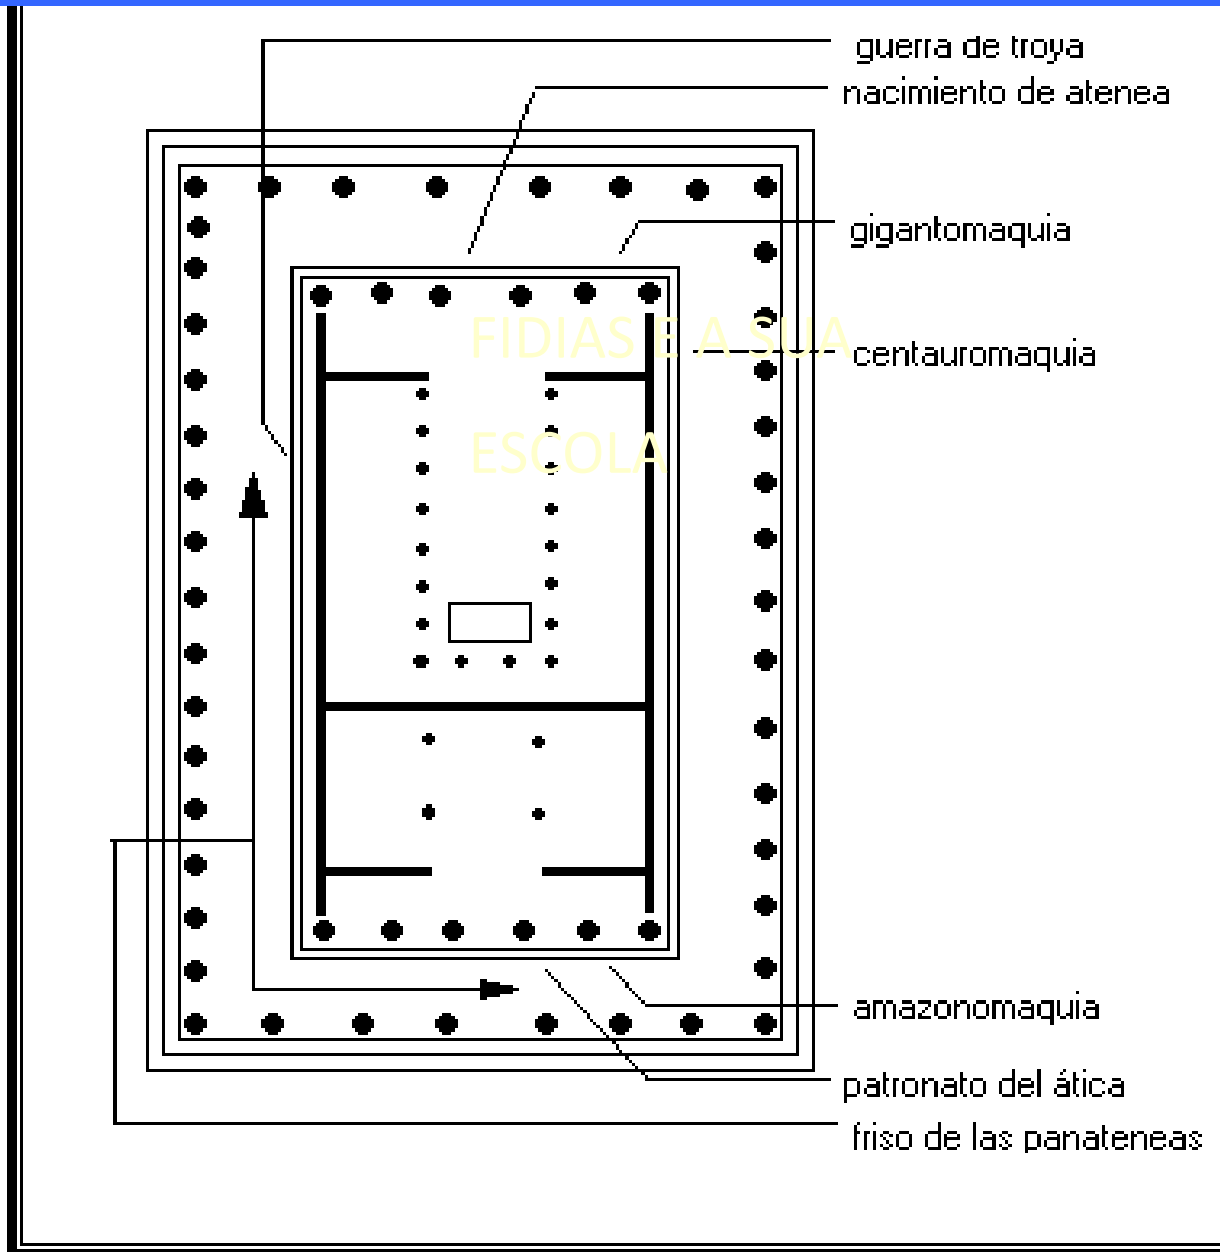 guerra de troya
nacimiento de atenea
gigantomaquia
FIDIAS E A SUA
centauromaquia
ESCOLA
amazonomaquia
patronato del ática
friso de las panateneas